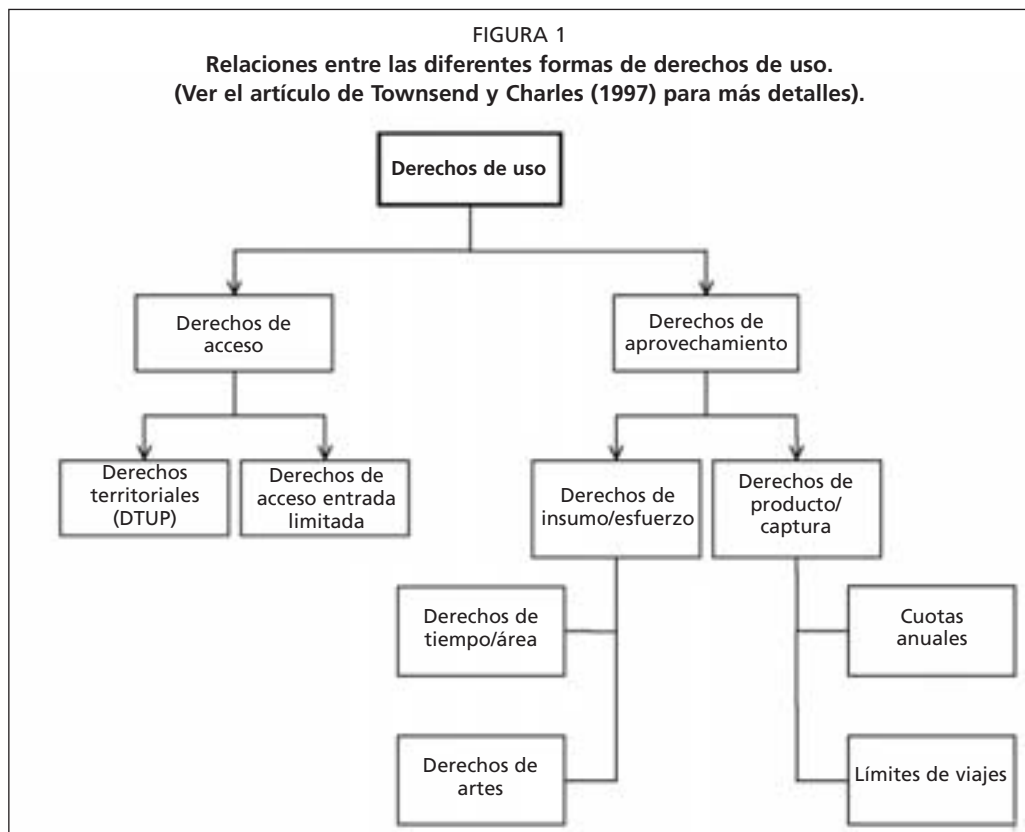 FIGURA 1
Relaciones entre las diferentes formas de derechos de uso.
(Ver el artículo de Townsend y Charles (1997) para más detalles).
Derechos de uso
Derechos de
acceso
Derechos de
aprovechamiento
Derechos
territoriales
(DTUP)
Derechos de
acceso entrada
limitada
Derechos de
insumo/esfuerzo
Derechos de
producto/
captura
Derechos de
tiempo/área
Cuotas
anuales
Derechos de
artes
Límites de viajes